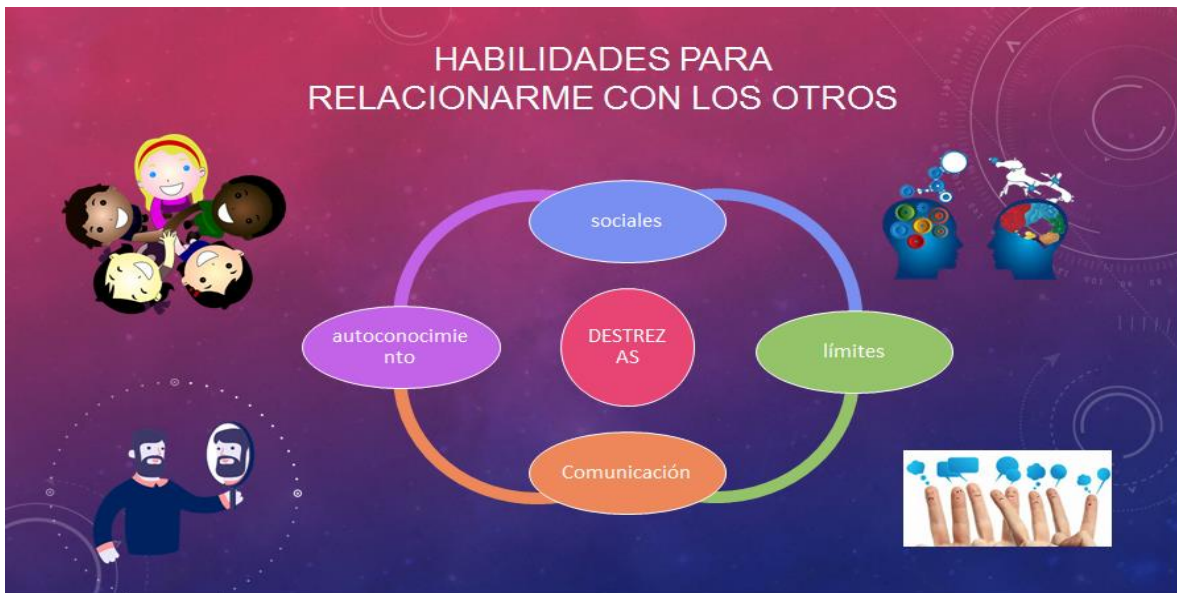 HABILIDADES PARA
RELACIONARME CON LOS OTROS
sociales
autoconocimie
nto
DESTREZ
AS
límites
Comunicación